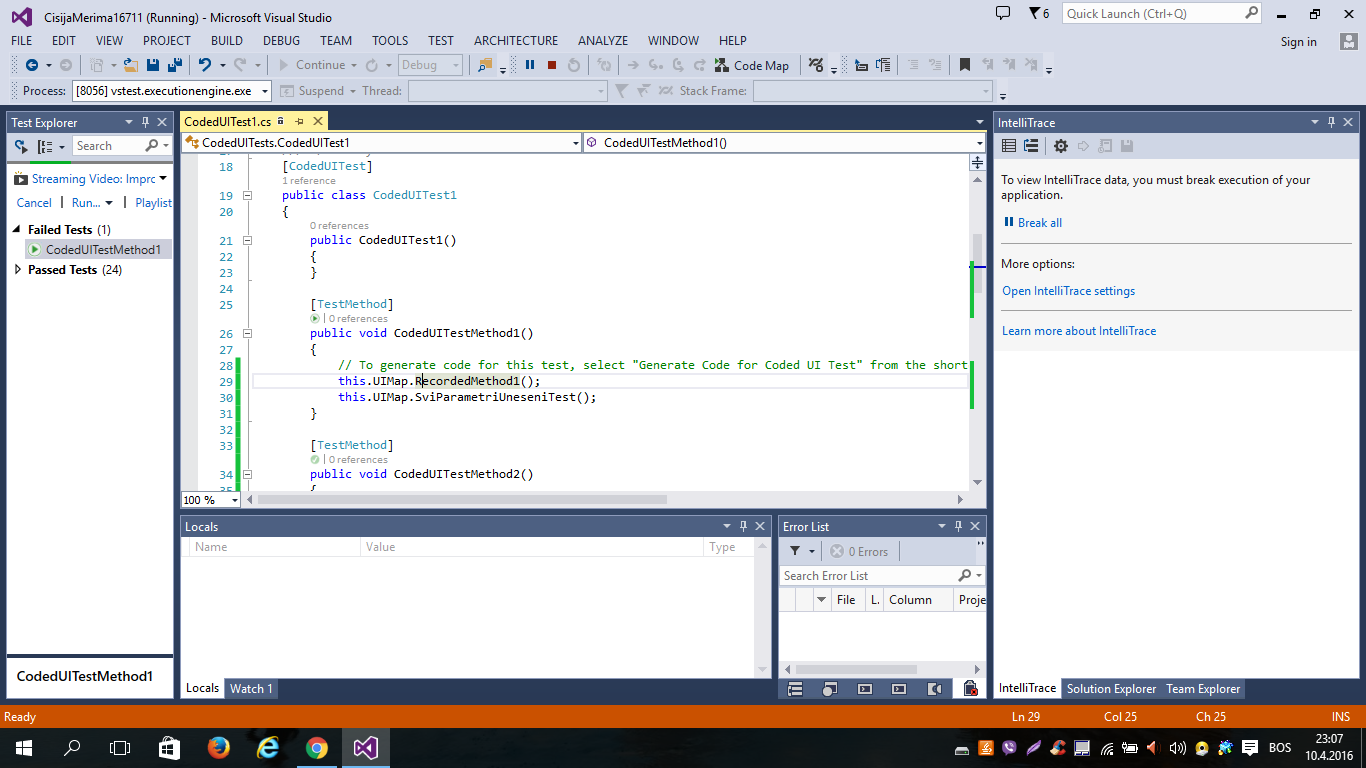 CisijaMerima16711 (Running) - Microsoft Visual Studio
6
Quick Launch (Ctrl+Q)
FILE EDIT VIEW PROJECT BUILD DEBUG TEAM TOOLS TEST ARCHITECTURE ANALYZE WINDOW HELP
Sign in
Continue Debug Code Map
Process: [8056] vstest.executionengine.exe Suspend Thread: Stack Frame:
Test Explorer
Search
Streaming Video: Impro
Cancel Run... Playlist
Failed Tests (1)
CodedUITestMethod1
Passed Tests (24)
CodedUITestMethod1
CodedUITest1.cs
CodedUITests.CodedUITest1 CodedUITestMethod1()
18 [CodedUITest]
1 reference
19 public class CodedUITest1
20 {
0 references
21 public CodedUITest1()
22 {
23 }
24
25 [TestMethod]
0 references
26 public void CodedUITestMethod1()
27 {
28 // To generate code for this test, select "Generate Code for Coded UI Test" from the short
29 this.UIMap.RecordedMethod1();
30 this.UIMap.SviParametriUneseniTest();
31 }
32
33 [TestMethod]
0 references
34 public void CodedUITestMethod2()
35 {
100 %
Locals
Name Value Type
Locals Watch 1
Error List
0 Errors
Search Error List
File L. Column Proje
IntelliTrace
To view IntelliTrace data, you must break execution of your
application.
Break all
More options:
Open IntelliTrace settings
Learn more about IntelliTrace
IntelliTrace Solution Explorer Team Explorer
Ready Ln 29 Col 25 Ch 25 INS
BOS
23:07
10.4.2016